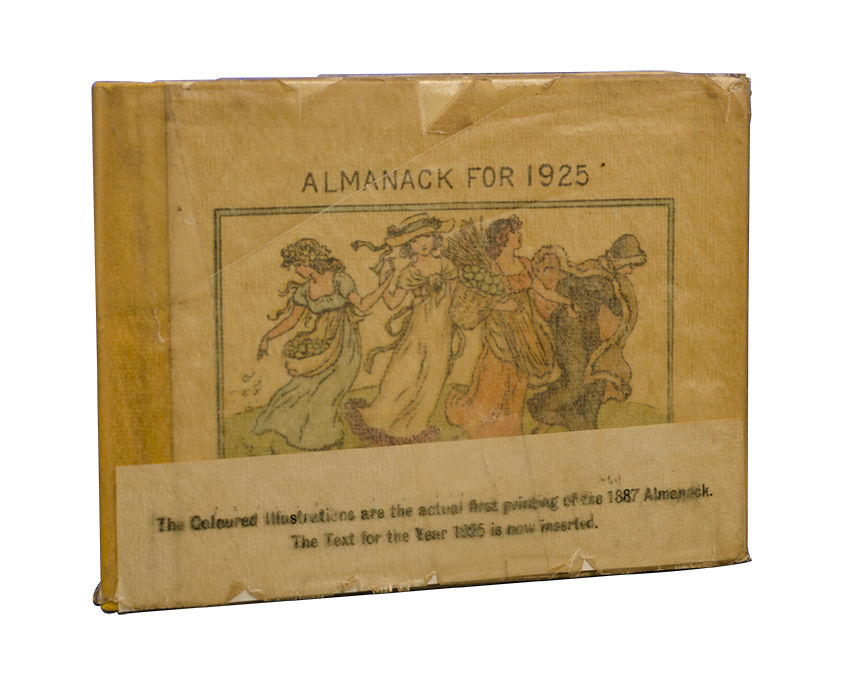 ALMANACK FOR 1925
The Coloured Illustrations are the actual first printing of the 1887 Almanack.
The Text for the Year 1925 is now inserted.